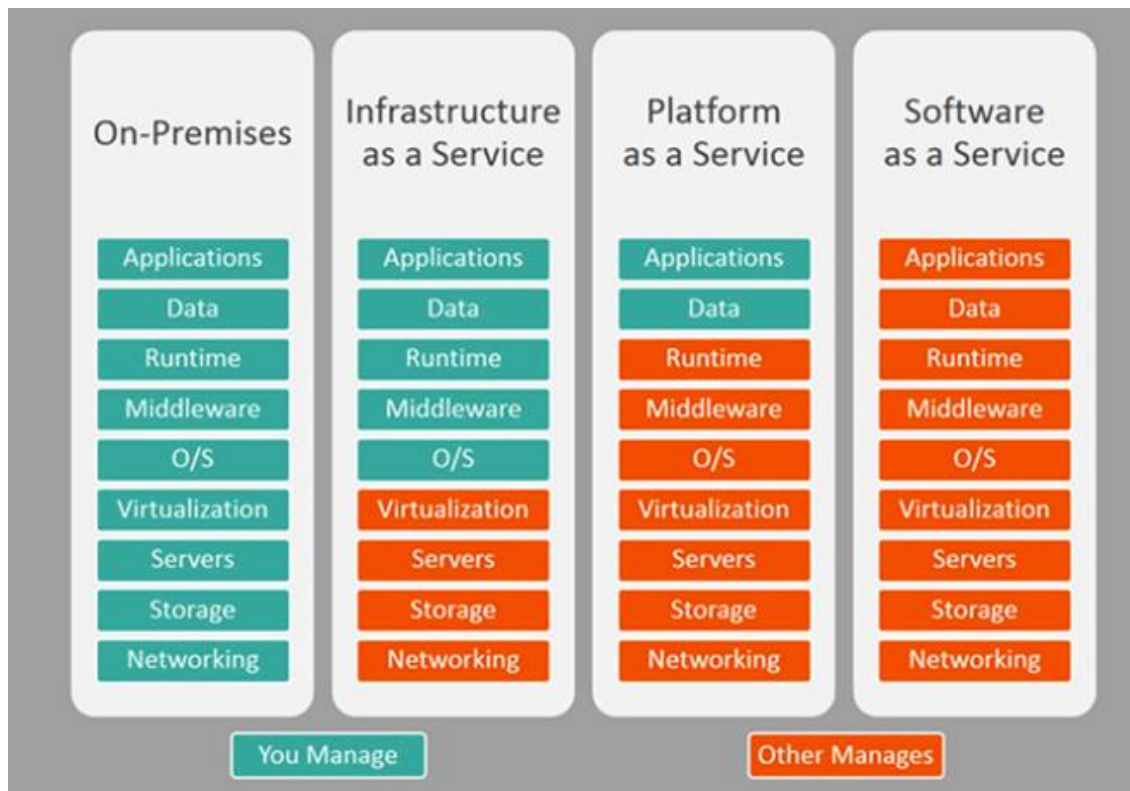 On-Premises
Applications
Data
Runtime
Middleware
O/S
Virtualization
Servers
Storage
Networking
Infrastructure
as a Service
Applications
Data
Runtime
Middleware
O/S
Virtualization
Servers
Storage
Networking
Platform
as a Service
Applications
Data
Runtime
Middleware
O/S
Virtualization
Servers
Storage
Networking
Software
as a Service
Applications
Data
Runtime
Middleware
O/S
Virtualization
Servers
Storage
Networking
You Manage
Other Manages